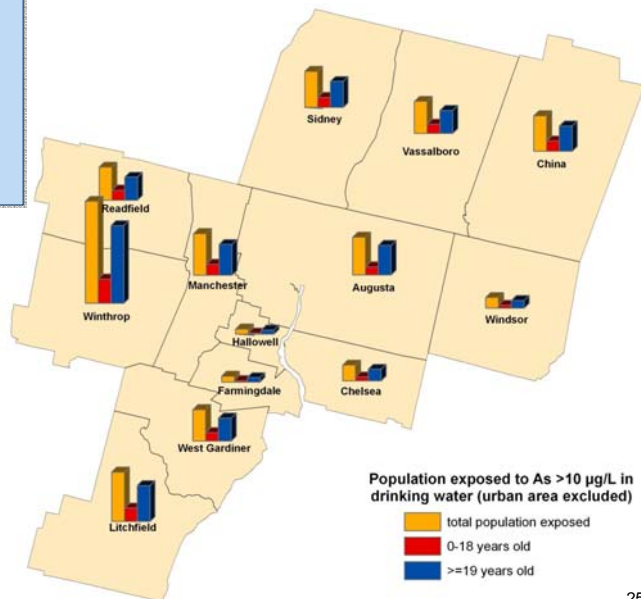 Sidney
Vassalboro
China
Readfield
Winthrop
Manchester
Augusta
Windsor
Hallowell
Farmingdale
Chelsea
West Gardiner
Litchfield
Population exposed to As >10 µg/L in
drinking water (urban area excluded)
total population exposed
0-18 years old
>=19 years old
25